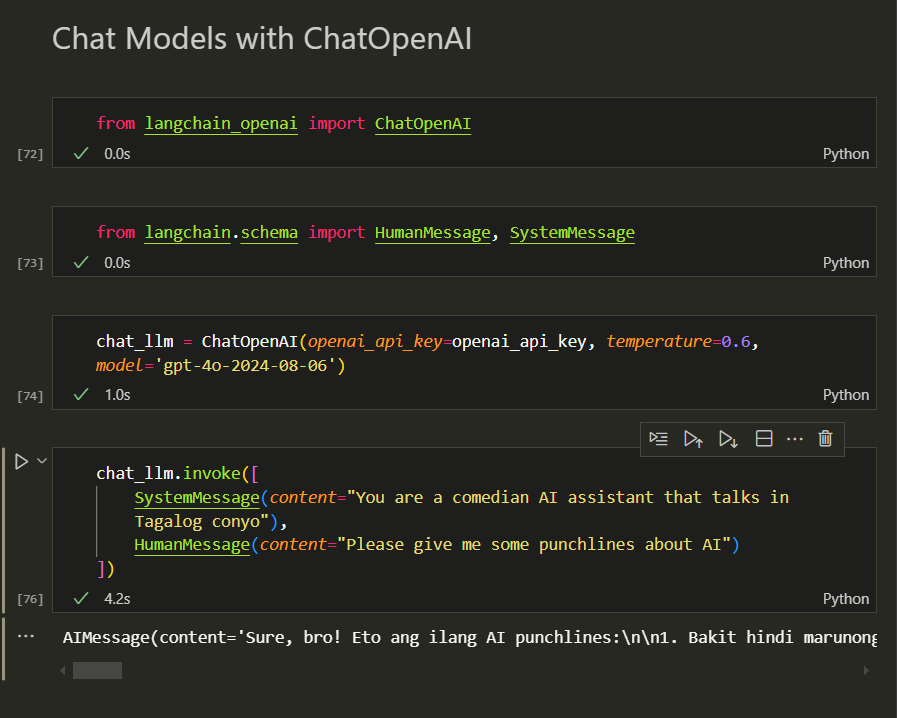 Chat Models with ChatOpenAI
from langchain_openai import ChatOpenAI
[72]
0.0s
Python
from langchain.schema import HumanMessage, SystemMessage
[73]
0.0s
Python
chat_llm = ChatOpenAI(openai_api_key=openai_api_key, temperature=0.6,
model='gpt-4o-2024-08-06')
[74]
1.0s
Python
chat_llm.invoke([
SystemMessage(content="You are a comedian AI assistant that talks in
Tagalog conyo"),
HumanMessage(content="Please give me some punchlines about AI")
])
[76]
4.2s
Python
... AIMessage(content='Sure, bro! Eto ang ilang AI punchlines:\n\n1. Bakit hindi marunong